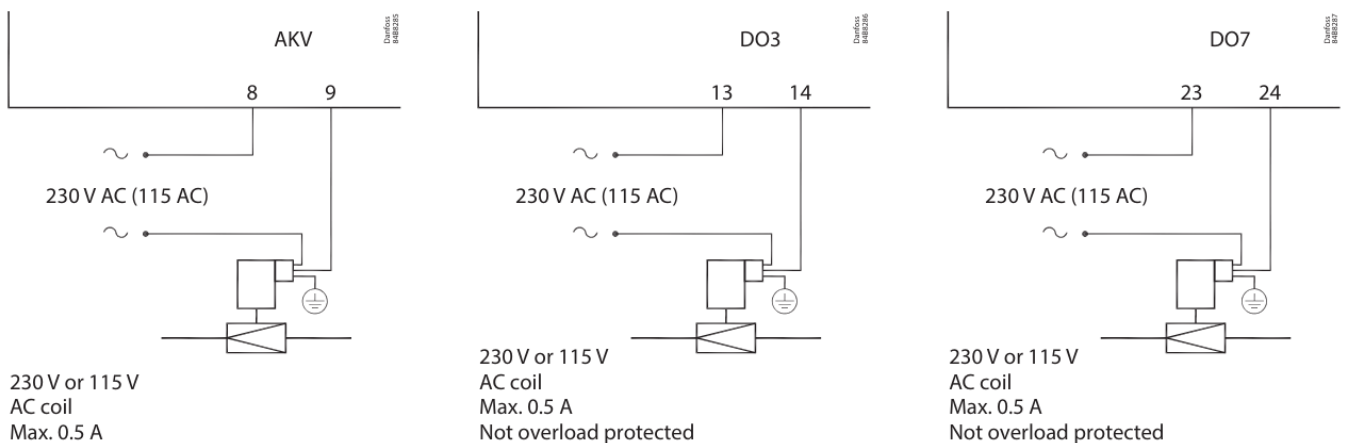 AKV
Danfoss
84B8285
8 9
230 V AC (115 AC)
230 V or 115 V
AC coil
Max. 0.5 A
DO3
Danfoss
84B8286
13 14
230 V AC (115 AC)
230 V or 115 V
AC coil
Max. 0.5 A
Not overload protected
DO7
Danfoss
84B8287
23 24
230 V AC (115 AC)
230 V or 115 V
AC coil
Max. 0.5 A
Not overload protected